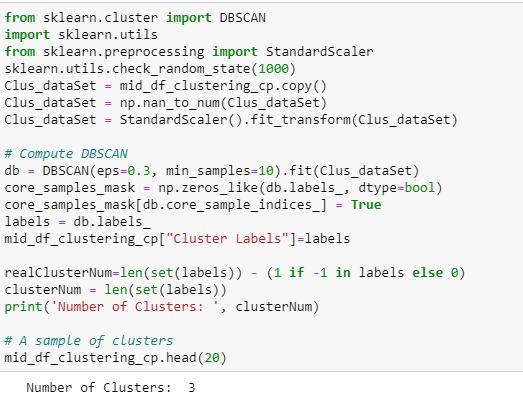 from sklearn.cluster import DBSCAN
import sklearn.utils
from sklearn.preprocessing import StandardScaler
sklearn.utils.check_random_state(1000)
Clus_dataSet = mid_df_clustering_cp.copy()
Clus_dataSet = np.nan_to_num(Clus_dataSet)
Clus_dataSet = StandardScaler().fit_transform(Clus_dataSet)

# Compute DBSCAN
db = DBSCAN(eps=0.3, min_samples=10).fit(Clus_dataSet)
core_samples_mask = np.zeros_like(db.labels_, dtype=bool)
core_samples_mask[db.core_sample_indices_] = True
labels = db.labels_
mid_df_clustering_cp["Cluster Labels"]=labels

realClusterNum=len(set(labels)) - (1 if -1 in labels else 0)
clusterNum = len(set(labels))
print('Number of Clusters: ', clusterNum)

# A sample of clusters
mid_df_clustering_cp.head(20)
Number of Clusters:  3